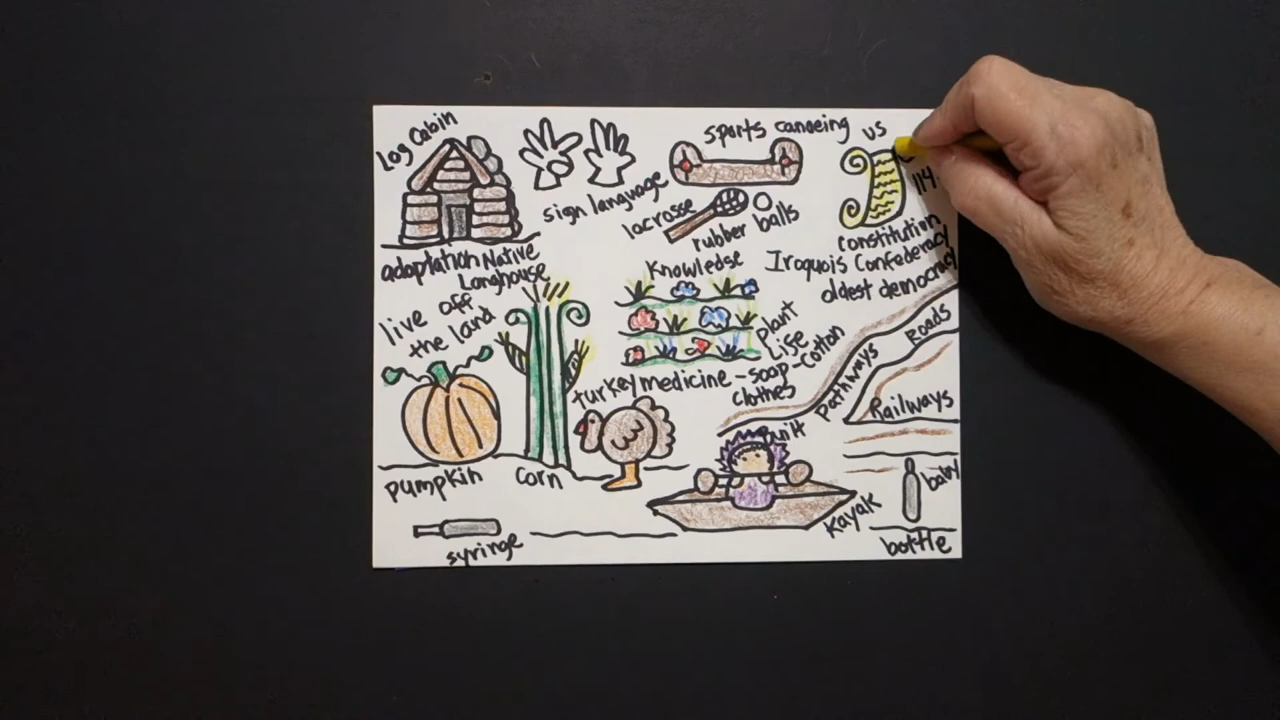 Log Cabin
sports canoeing
US
sign language
lacrosse
rubber balls
constitution
Iroquois Confederacy
oldest democracy
adaptation Native
Longhouse
Knowledge
live off
the land
Plant
Life
turkey medicine - soap - cotton
clothes
Pathways
Roads
Railways
pumpkin
corn
Kayak
baby
bottle
syringe